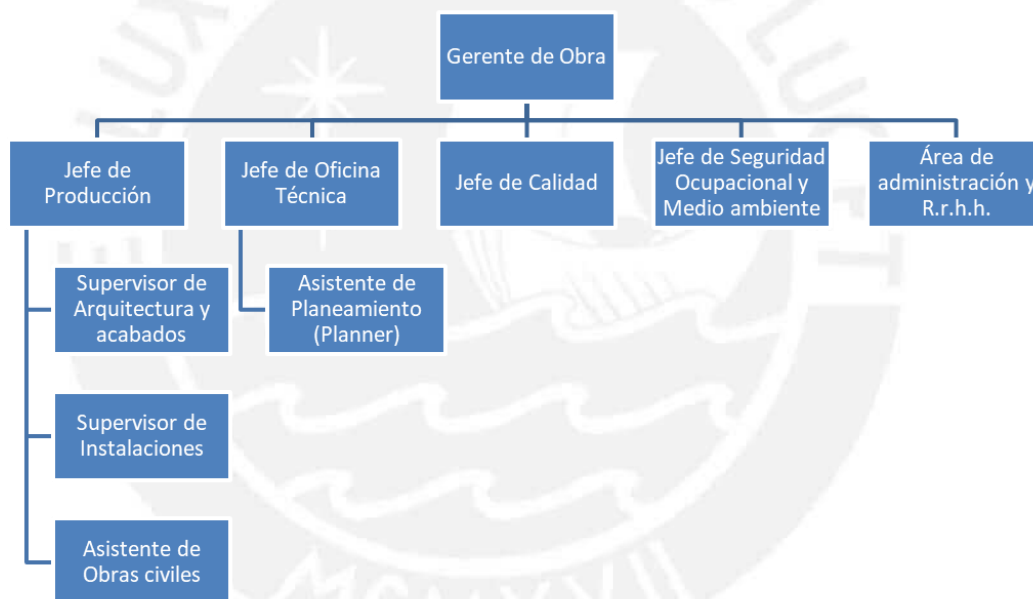 Gerente de Obra
Jefe de
Producción
Jefe de Oficina
Técnica
Jefe de Calidad
Jefe de Seguridad
Ocupacional y
Medio ambiente
Área de
administración y
R.r.h.h.
Supervisor de
Arquitectura y
acabados
Asistente de
Planeamiento
(Planner)
Supervisor de
Instalaciones
Asistente de
Obras civiles